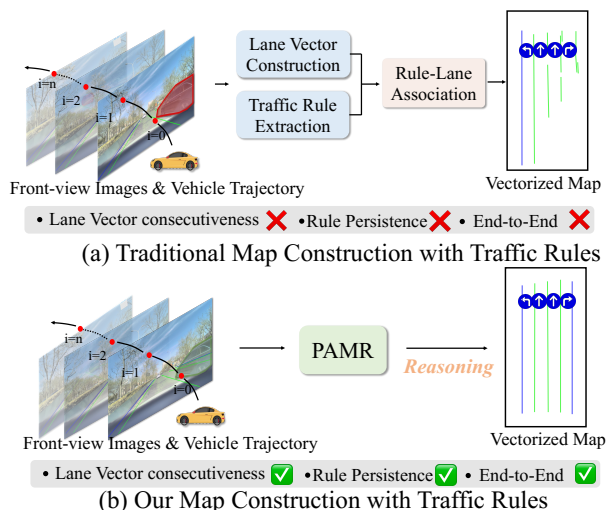 i=n
i=2
i=1
i=0
Front-view Images & Vehicle Trajectory
Lane Vector
Construction
Traffic Rule
Extraction
Rule-Lane
Association
Vectorized Map
• Lane Vector consecutiveness
•Rule Persistence
• End-to-End
(a) Traditional Map Construction with Traffic Rules
i=n
i=2
i=1
i=0
Front-view Images & Vehicle Trajectory
PAMR
Reasoning
Vectorized Map
• Lane Vector consecutiveness
•Rule Persistence
• End-to-End
(b) Our Map Construction with Traffic Rules